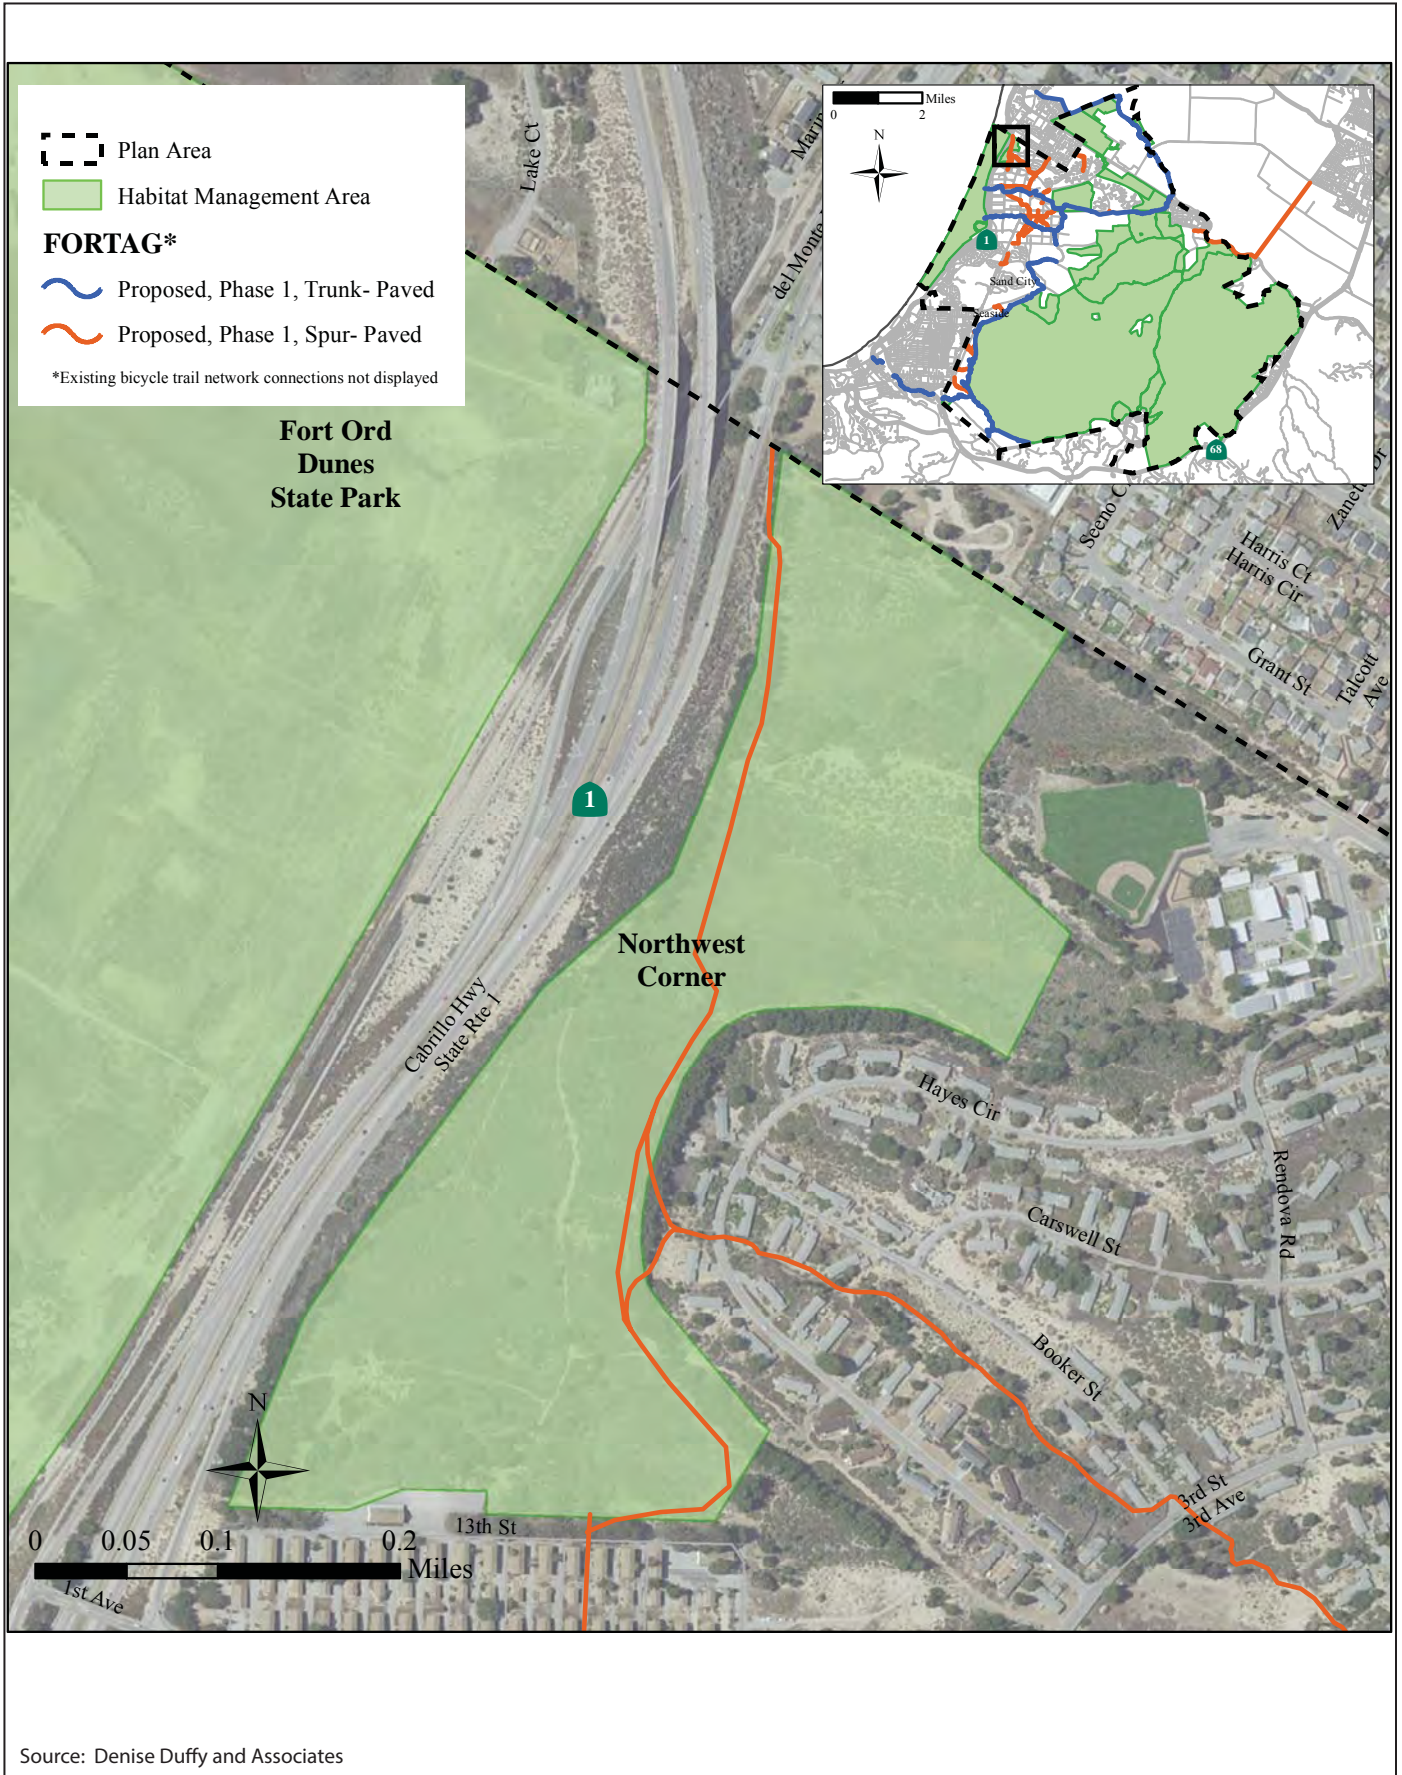 Plan Area
Habitat Management Area
FORTAG*
Proposed, Phase 1, Trunk- Paved
Proposed, Phase 1, Spur- Paved
*Existing bicycle trail network connections not displayed
Miles
0 2
N
1
Sand City
Seaside
68
Lake Ct
del Monte
Fort Ord
Dunes
State Park
Zanetta Dr
Harris Ct
Harris Cir
Grant St
Talcott
Ave
1
Northwest
Corner
Cabrillo Hwy
State Rte 1
Hayes Cir
Rendova Rd
Carswell St
Booker St
N
3rd St
3rd Ave
13th St
0 0.05 0.1 0.2
Miles
1st Ave
Source: Denise Duffy and Associates